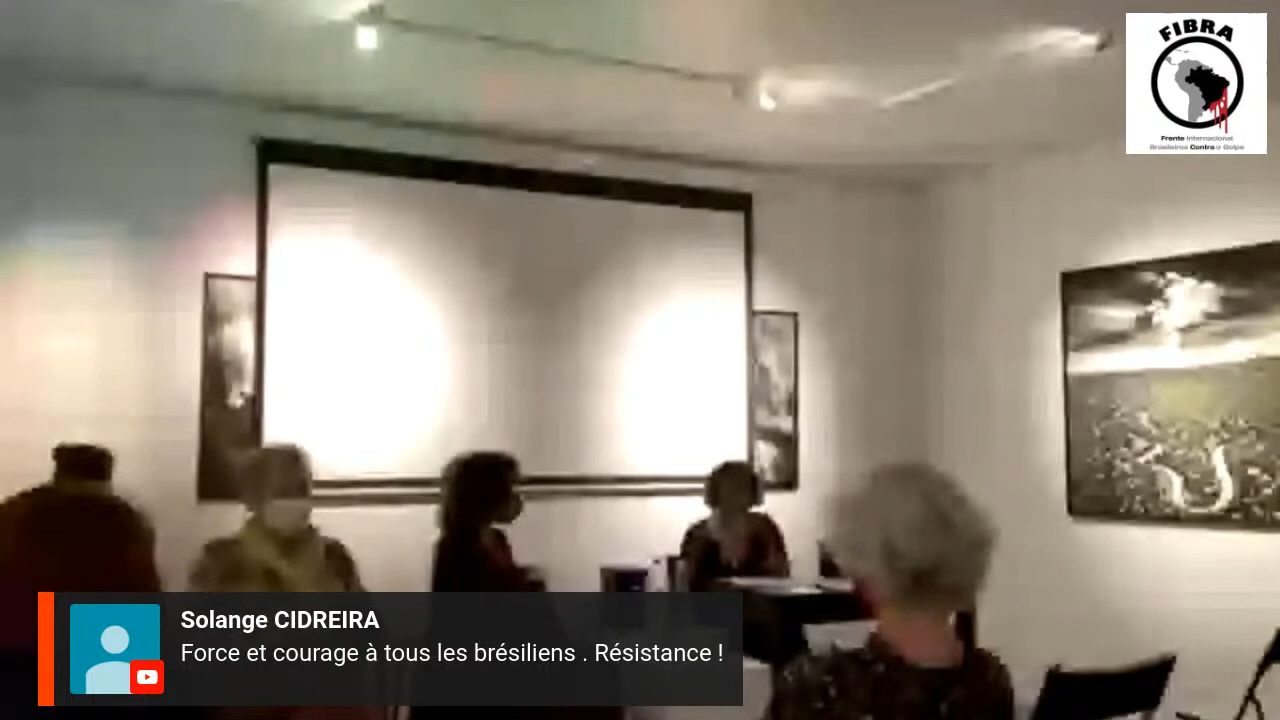 FIBRA
Frente Internacional
Brasileiros Contra o Golpe
Solange CIDREIRA
Force et courage à tous les brésiliens . Résistance !